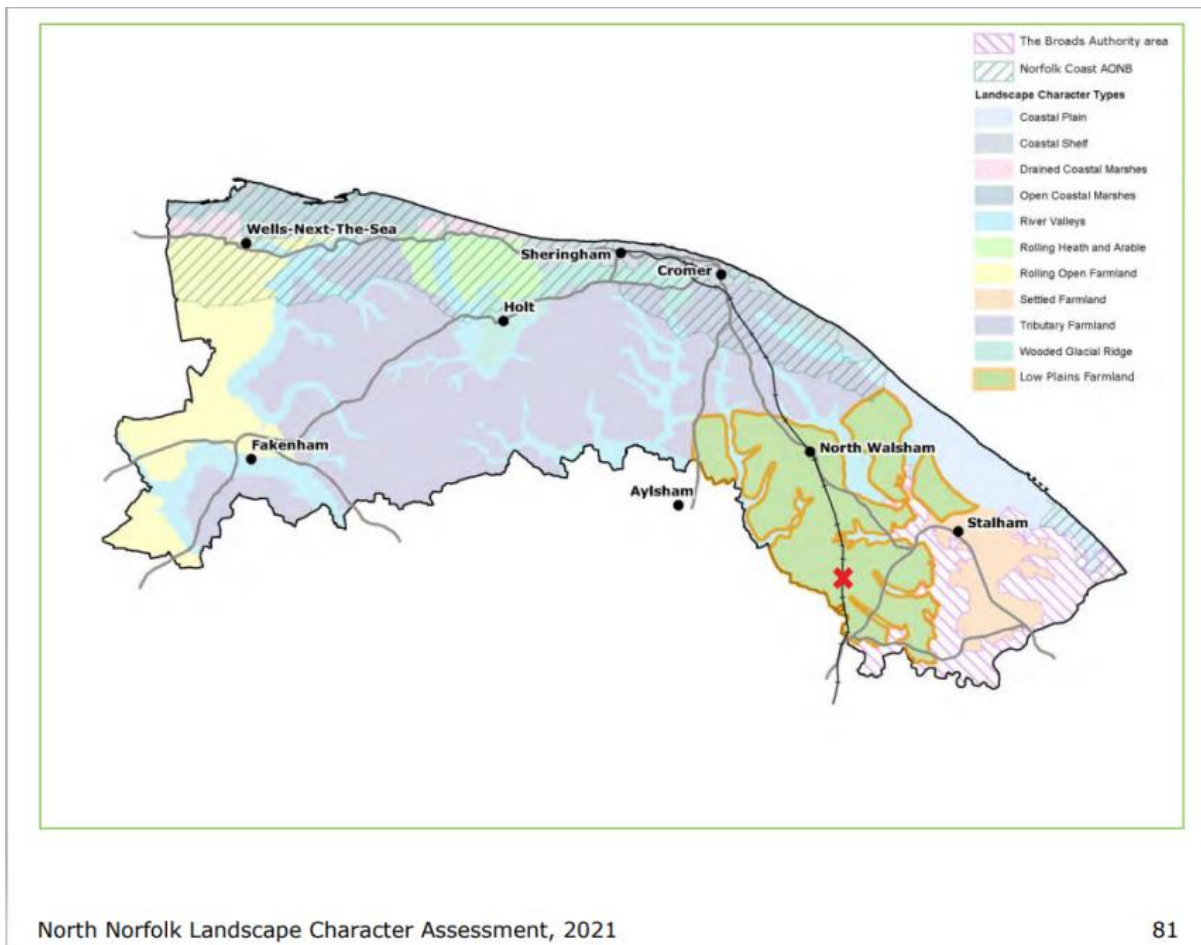 The Broads Authority area
Norfolk Coast AONB
Landscape Character Types
Coastal Plain
Coastal Shelf
Drained Coastal Marshes
Open Coastal Marshes
River Valleys
Rolling Heath and Arable
Rolling Open Farmland
Settled Farmland
Tributary Farmland
Wooded Glacial Ridge
Low Plains Farmland
Wells-Next-The-Sea
Sheringham
Cromer
Holt
Fakenham
North Walsham
Aylsham
Stalham
North Norfolk Landscape Character Assessment, 2021
81